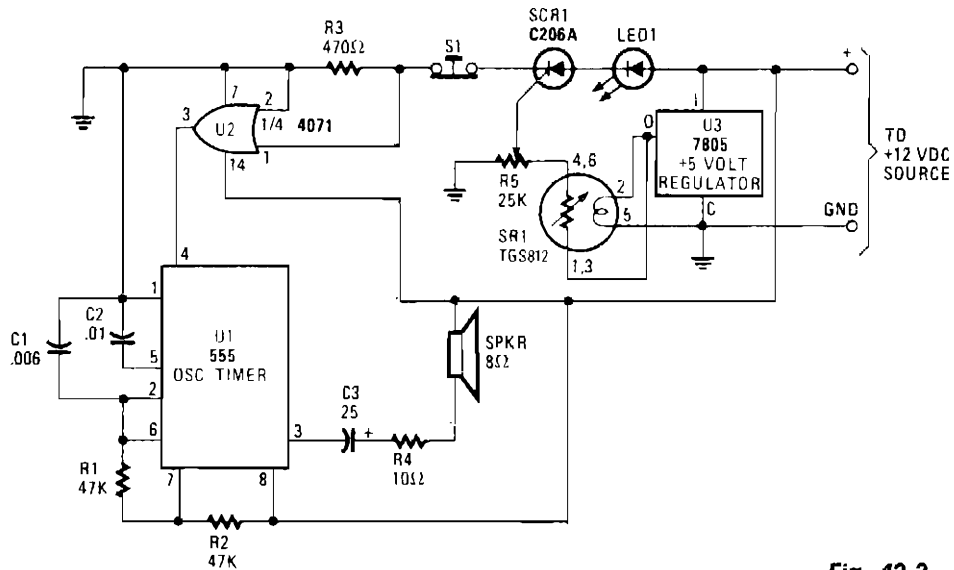 R3
470Ω
S1
SCR1
C206A
LED1
+
7
2
3
U2
1/4 4071
1
14
I
O
U3
7805
+5 VOLT
REGULATOR
C
TO
+12 VDC
SOURCE
GND
R5
25K
4,6
2
5
SR1
TGS812
1,3
4
1
C1
.006
C2
.01
5
2
6
U1
555
OSC TIMER
3
7
8
C3
25
+
R4
10Ω
SPKR
8Ω
R1
47K
R2
47K
Fig. 42-2